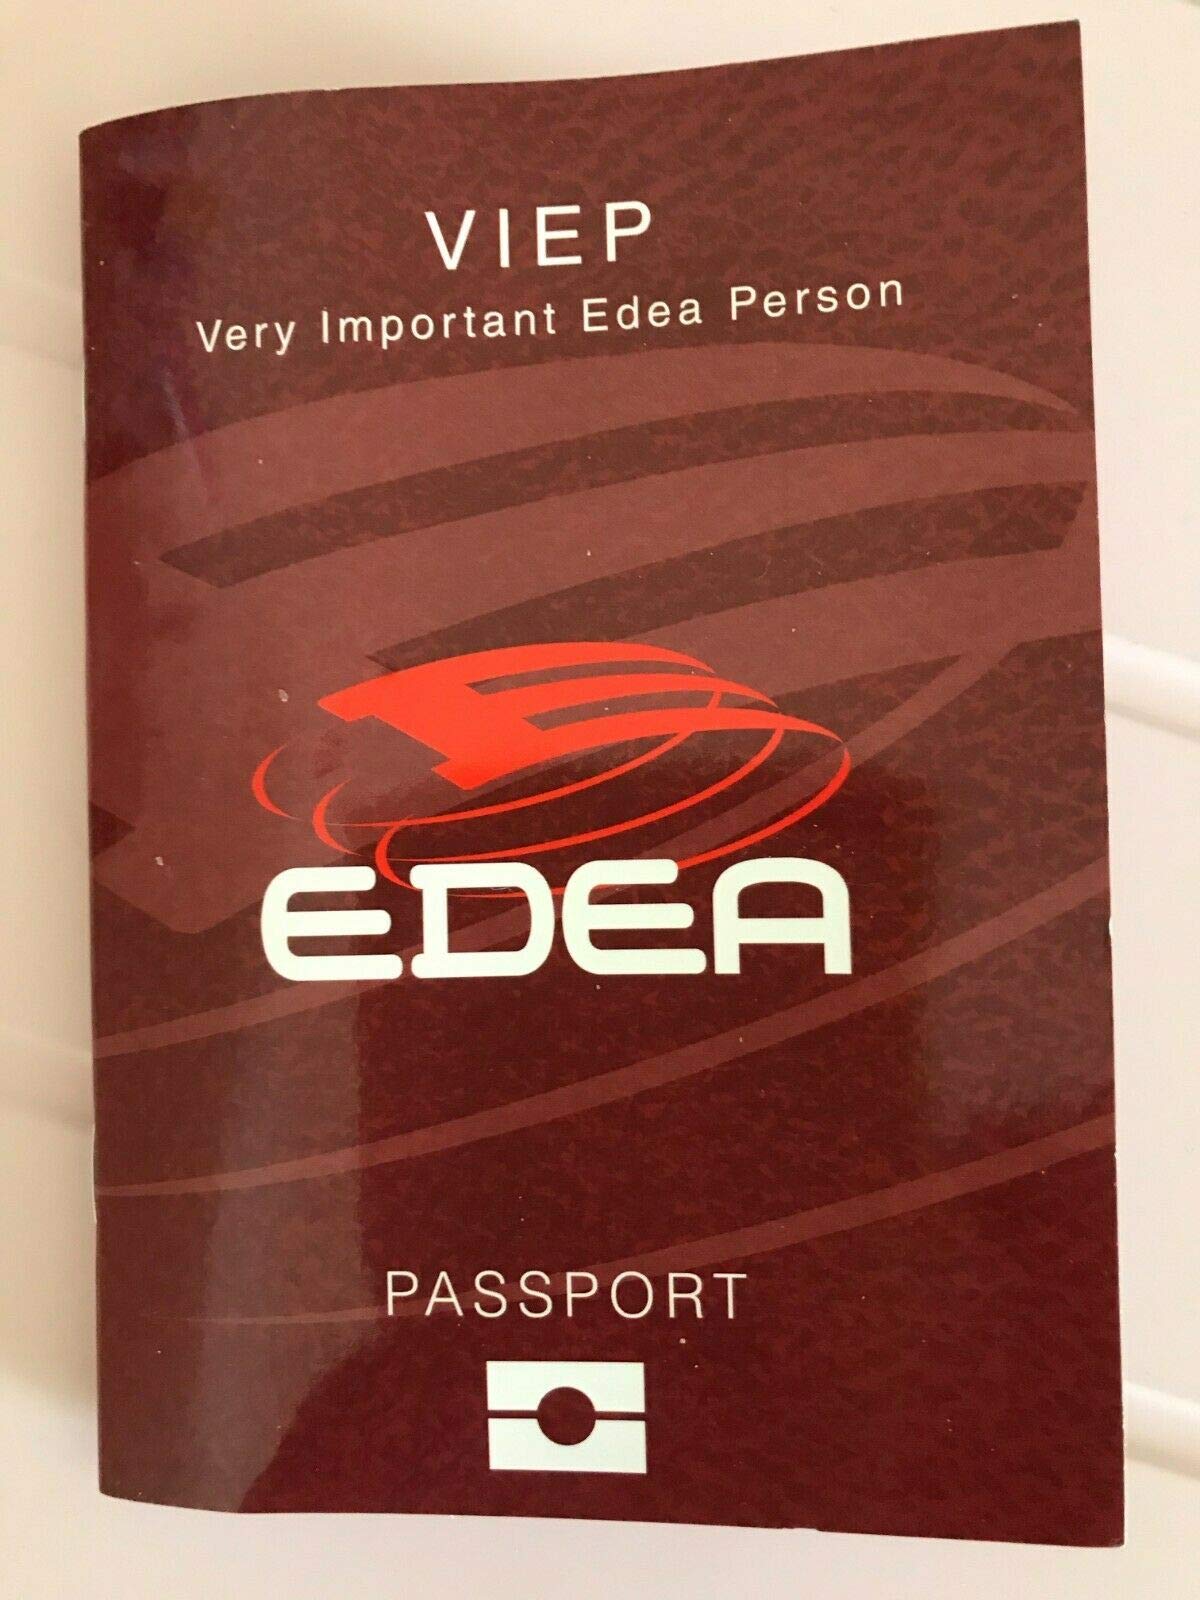 VIEP
Very Important Edea Person
EDEA
PASSPORT